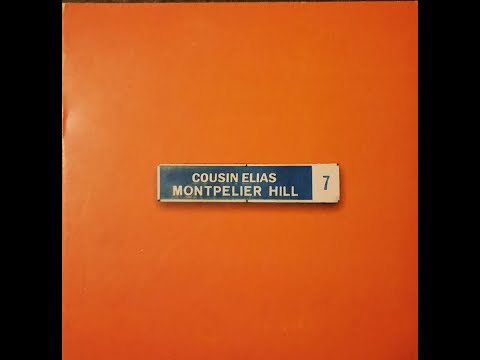 COUSIN ELIAS
MONTPELIER HILL
7